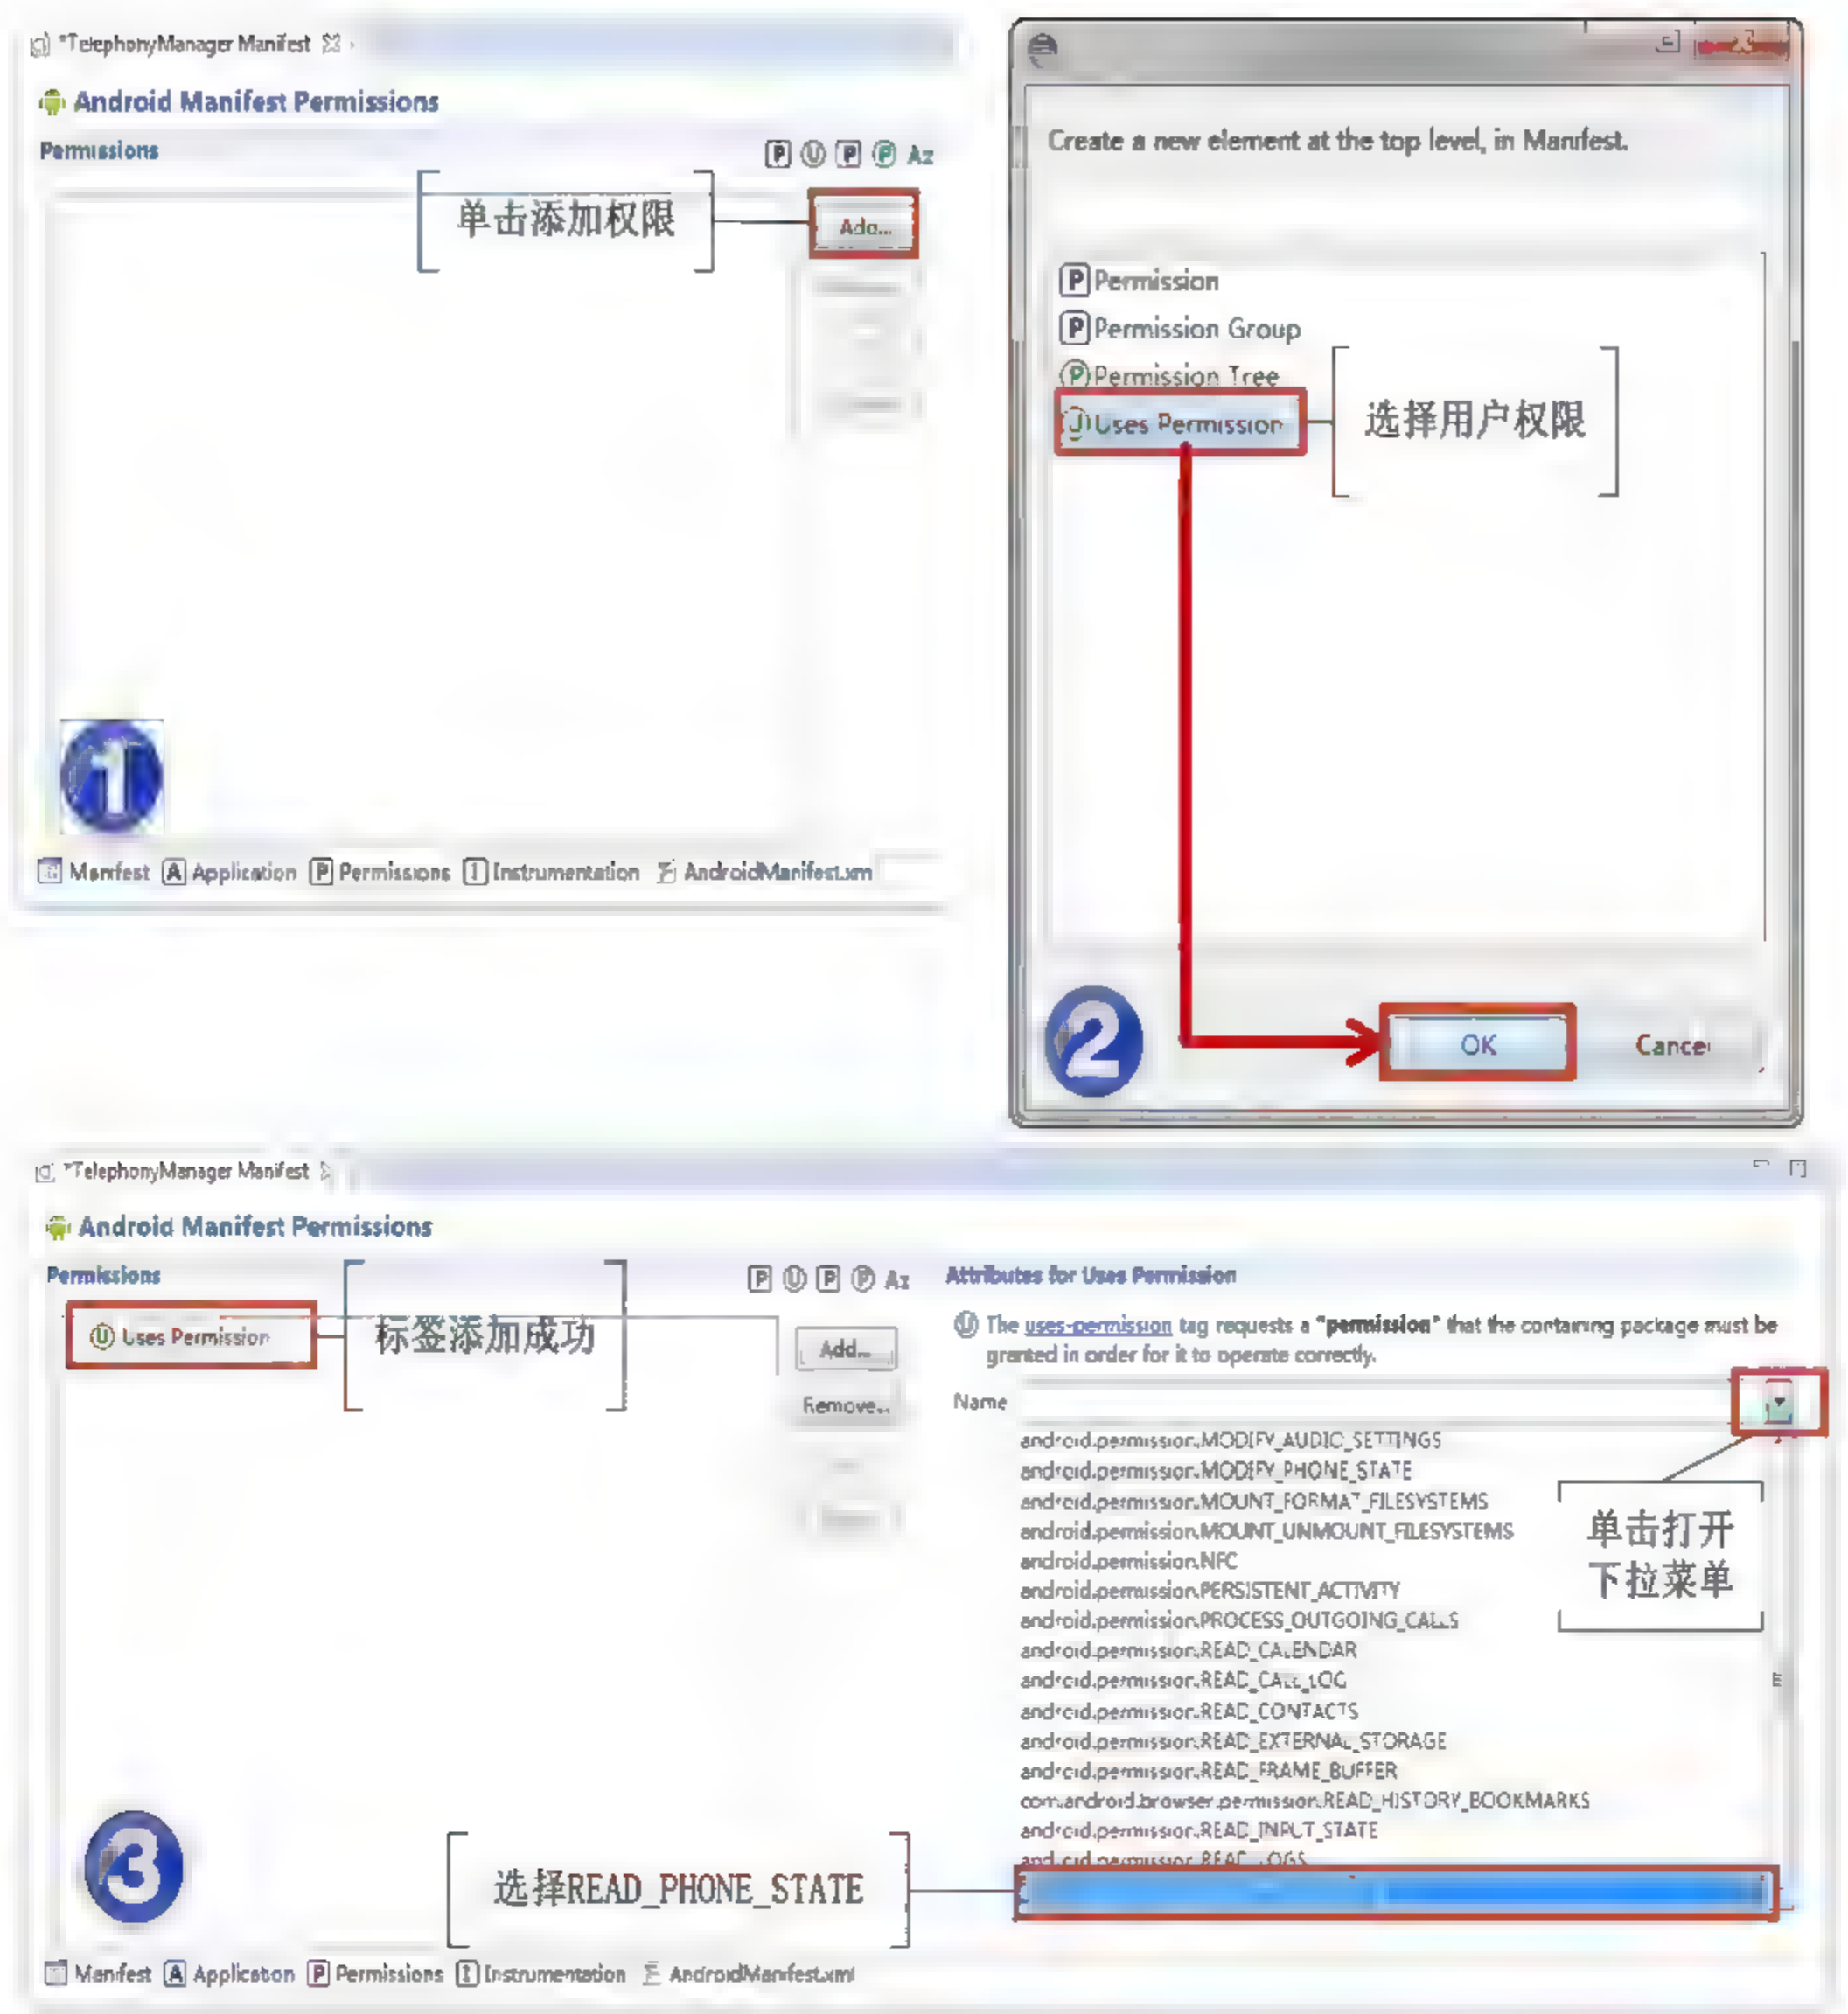 *TelephonyManager Manifest
Android Manifest Permissions
Permissions
Az
单击添加权限
Add...
1
Manifest Application Permissions Instrumentation AndroidManifest.xm
Create a new element at the top level, in Manifest.
P Permission
P Permission Group
P Permission Tree
U Uses Permission
选择用户权限
2
OK
Cancel
*TelephonyManager Manifest
Android Manifest Permissions
Permissions
P U P P Az
U Uses Permission
标签添加成功
Add...
Remove...
Attributes for Uses Permission
U The uses-permission tag requests a "permission" that the containing package must be
granted in order for it to operate correctly.
Name
android.permission.MODIFY_AUDIO_SETTINGS
android.permission.MODIFY_PHONE_STATE
android.permission.MOUNT_FORMAT_FILESYSTEMS
android.permission.MOUNT_UNMOUNT_FILESYSTEMS
android.permission.NFC
android.permission.PERSISTENT_ACTIVITY
android.permission.PROCESS_OUTGOING_CALLS
android.permission.READ_CALENDAR
android.permission.READ_CALL_LOG
android.permission.READ_CONTACTS
android.permission.READ_EXTERNAL_STORAGE
android.permission.READ_FRAME_BUFFER
com.android.browser.permission.READ_HISTORY_BOOKMARKS
android.permission.READ_INPUT_STATE
android.permission.READ_LOGS
单击打开
下拉菜单
3
选择READ_PHONE_STATE
Manifest A Application P Permissions I Instrumentation AndroidManifest.xml